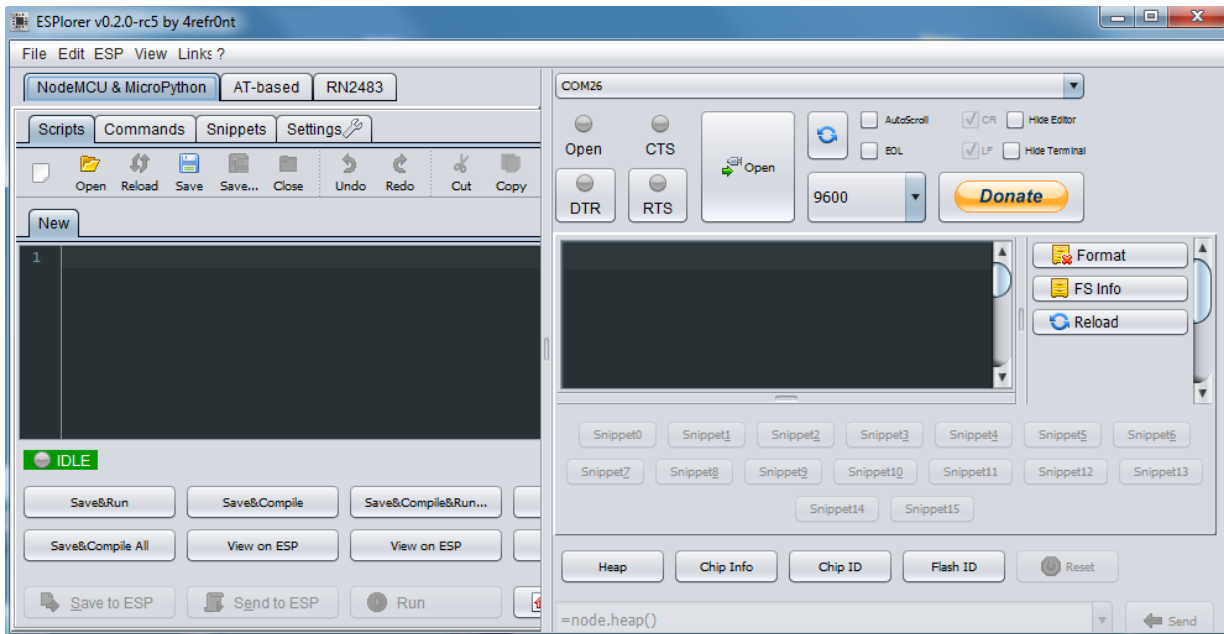 ESPlorer v0.2.0-rc5 by 4refr0nt
File Edit ESP View Links ?
NodeMCU & MicroPython AT-based RN2483
Scripts Commands Snippets Settings
Open Reload Save Save... Close Undo Redo Cut Copy
New
1
IDLE
Save&Run Save&Compile Save&Compile&Run...
Save&Compile All View on ESP View on ESP
Save to ESP Send to ESP Run
COM26
Open CTS
DTR RTS
Open
AutoScroll CR Hide Editor
EOL LF Hide Terminal
9600
Donate
Format
FS Info
Reload
Snippet0 Snippet1 Snippet2 Snippet3 Snippet4 Snippet5 Snippet6
Snippet7 Snippet8 Snippet9 Snippet10 Snippet11 Snippet12 Snippet13
Snippet14 Snippet15
Heap Chip Info Chip ID Flash ID Reset
=node.heap() Send